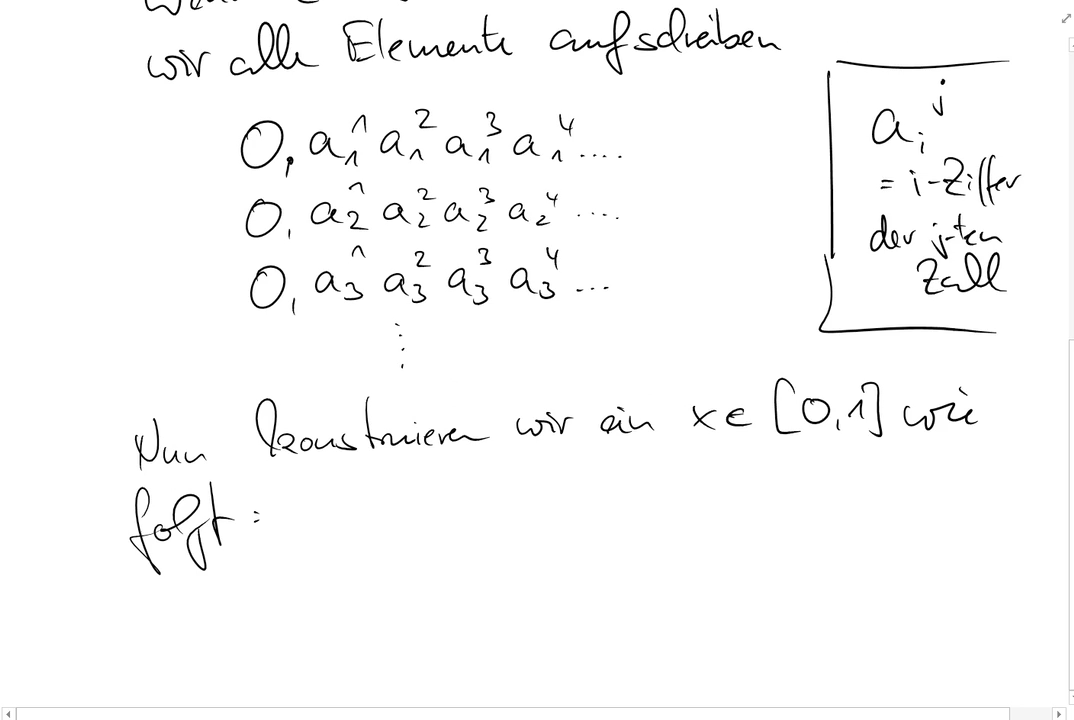 wir alle Elemente aufschreiben
0, a₁¹ a₁² a₁³ a₁⁴ ....
0, a₂¹ a₂² a₂³ a₂⁴ ....
0, a₃¹ a₃² a₃³ a₃⁴ ...
⋮
aᵢʲ
= i-Ziffer
der j-ten
Zahl
Nun konstruieren wir ein x ∈ [0,1] wie
folgt :